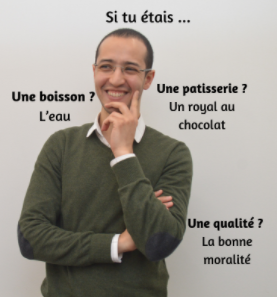 Si tu étais ...
Une boisson ?
L'eau
Une patisserie ?
Un royal au
chocolat
Une qualité ?
La bonne
moralité